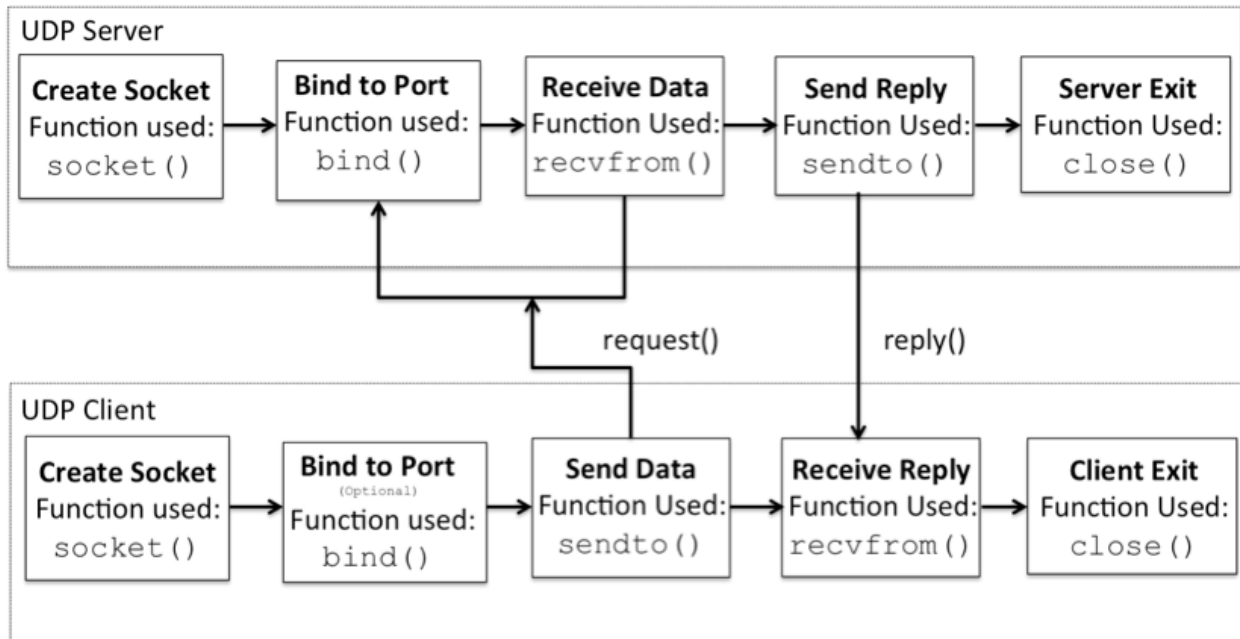 UDP Server
Create Socket
Function used:
socket()
Bind to Port
Function used:
bind()
Receive Data
Function Used:
recvfrom()
Send Reply
Function Used:
sendto()
Server Exit
Function Used:
close()
request()
reply()
UDP Client
Create Socket
Function used:
socket()
Bind to Port
(Optional)
Function used:
bind()
Send Data
Function Used:
sendto()
Receive Reply
Function Used:
recvfrom()
Client Exit
Function Used:
close()